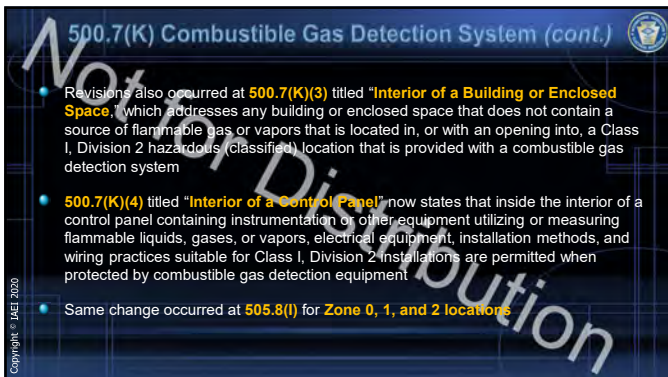 500.7(K) Combustible Gas Detection System (cont.)
Revisions also occurred at 500.7(K)(3) titled “Interior of a Building or Enclosed
Space,” which addresses any building or enclosed space that does not contain a
source of flammable gas or vapors that is located in, or with an opening into, a Class
I, Division 2 hazardous (classified) location that is provided with a combustible gas
detection system
500.7(K)(4) titled “Interior of a Control Panel” now states that inside the interior of a
control panel containing instrumentation or other equipment utilizing or measuring
flammable liquids, gases, or vapors, electrical equipment, installation methods, and
wiring practices suitable for Class I, Division 2 installations are permitted when
protected by combustible gas detection equipment
Same change occurred at 505.8(I) for Zone 0, 1, and 2 locations
Not for Distribution
Copyright © IAEI 2020